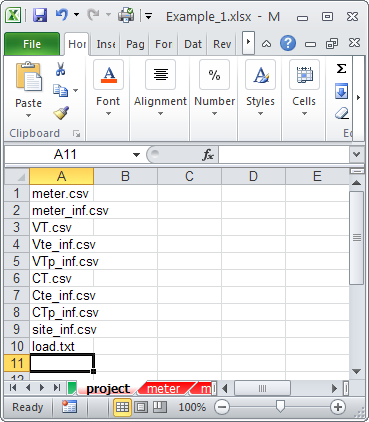 Example_1.xlsx - M
File Hor Inse Pag For Dat Rev
Paste Font Alignment Number Styles Cells
Clipboard
A11 fx
A B C D E
1 meter.csv
2 meter_inf.csv
3 VT.csv
4 Vte_inf.csv
5 VTp_inf.csv
6 CT.csv
7 Cte_inf.csv
8 CTp_inf.csv
9 site_inf.csv
10 load.txt
11
12
project meter m
Ready 100%